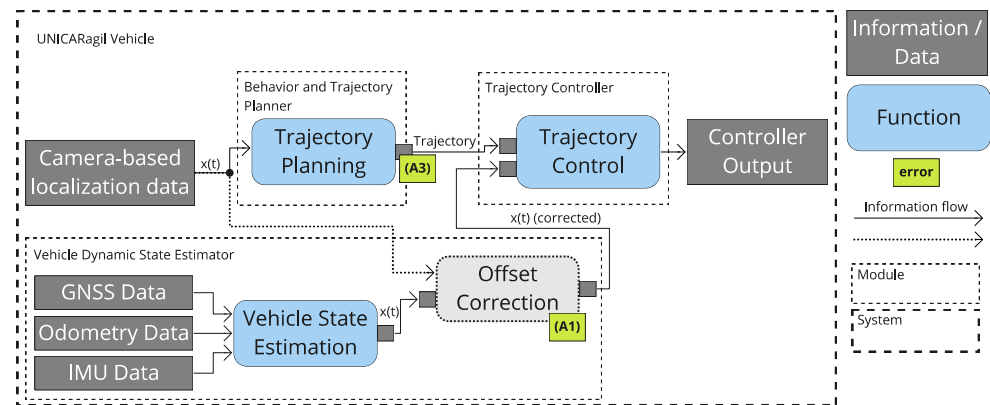 UNICARagil Vehicle
Behavior and Trajectory
Planner
Trajectory
Planning
(A3)
Trajectory
Trajectory Controller
Trajectory
Control
Controller
Output
Camera-based
localization data
x(t)
x(t) (corrected)
Vehicle Dynamic State Estimator
GNSS Data
Odometry Data
IMU Data
Vehicle State
Estimation
x(t)
Offset
Correction
(A1)
Information /
Data
Function
error
Information flow
Module
System